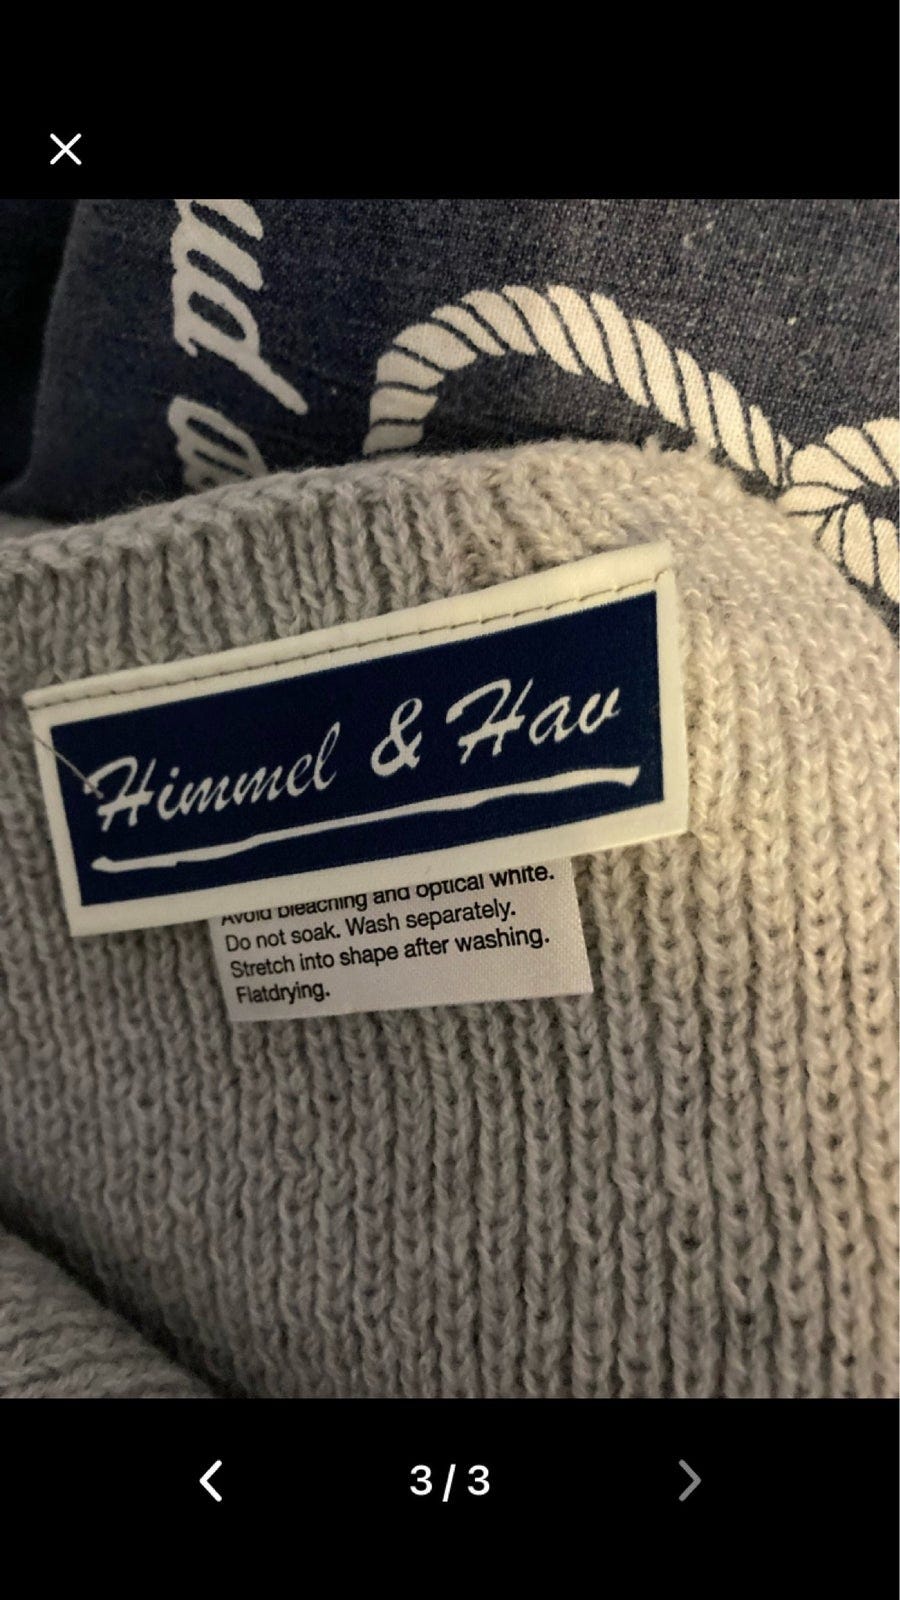 Himmel & Hav
Avoid bleaching and optical white.
Do not soak. Wash separately.
Stretch into shape after washing.
Flatdrying.
3 / 3